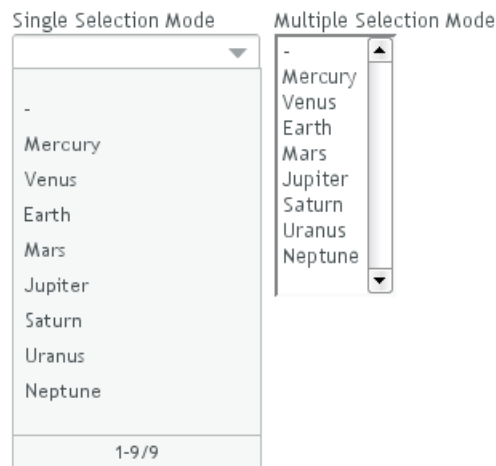 Single Selection Mode
-
Mercury
Venus
Earth
Mars
Jupiter
Saturn
Uranus
Neptune
1-9/9
Multiple Selection Mode
-
Mercury
Venus
Earth
Mars
Jupiter
Saturn
Uranus
Neptune